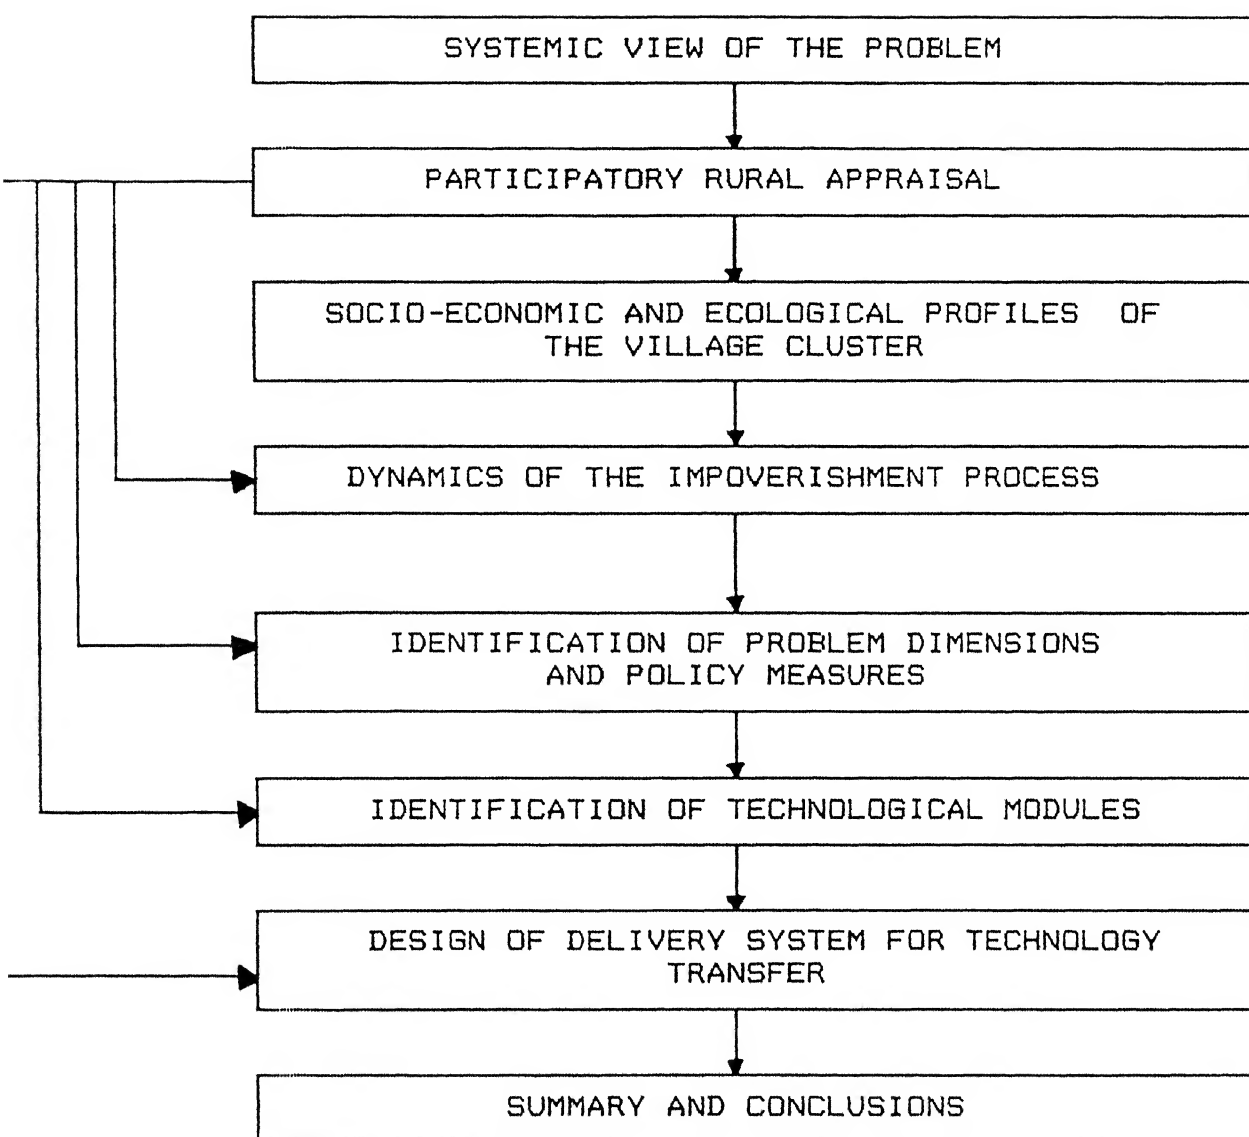 SYSTEMIC VIEW OF THE PROBLEM
PARTICIPATORY RURAL APPRAISAL
SOCIO-ECONOMIC AND ECOLOGICAL PROFILES OF
THE VILLAGE CLUSTER
DYNAMICS OF THE IMPOVERISHMENT PROCESS
IDENTIFICATION OF PROBLEM DIMENSIONS
AND POLICY MEASURES
IDENTIFICATION OF TECHNOLOGICAL MODULES
DESIGN OF DELIVERY SYSTEM FOR TECHNOLOGY
TRANSFER
SUMMARY AND CONCLUSIONS